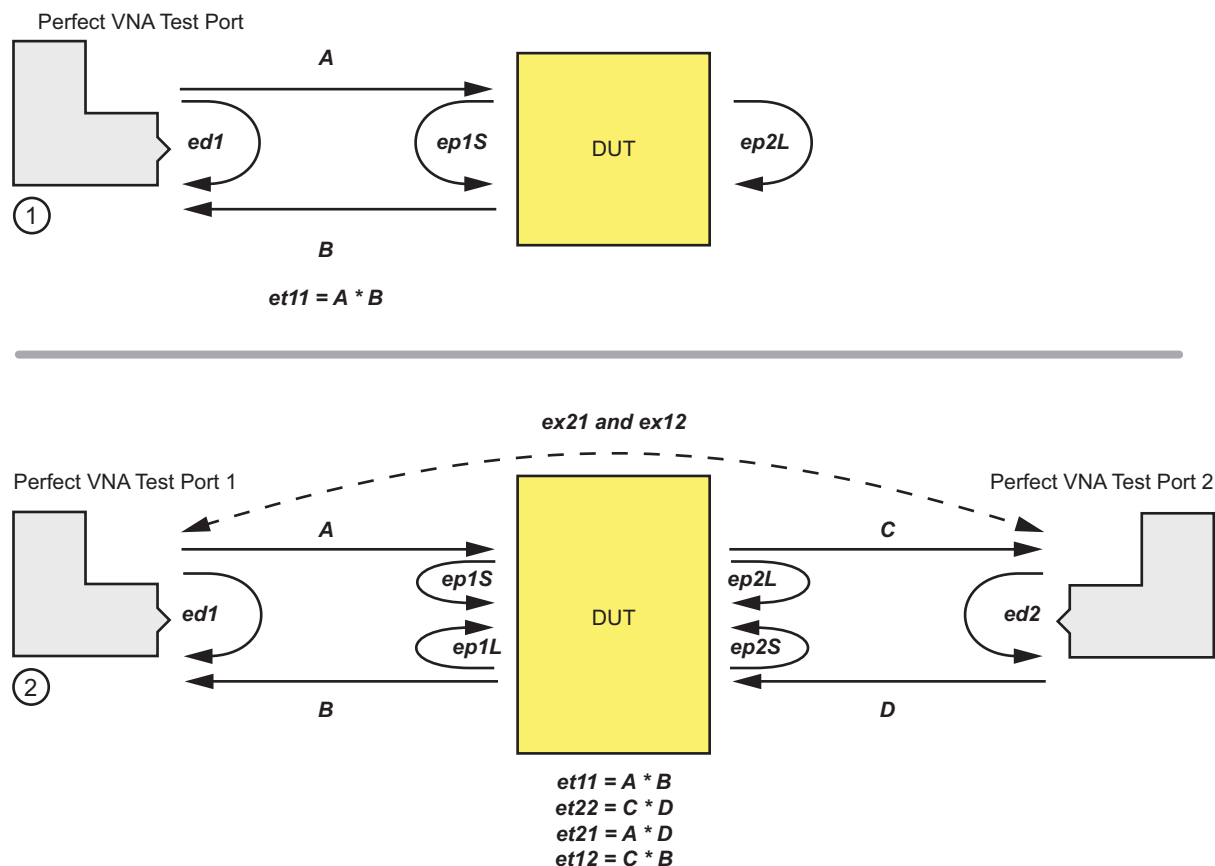 Perfect VNA Test Port
A
ed1
ep1S
DUT
ep2L
1
B
et11 = A * B
ex21 and ex12
Perfect VNA Test Port 1
Perfect VNA Test Port 2
A
C
ep1S
ep2L
ed1
DUT
ed2
ep1L
ep2S
2
B
D
et11 = A * B
et22 = C * D
et21 = A * D
et12 = C * B